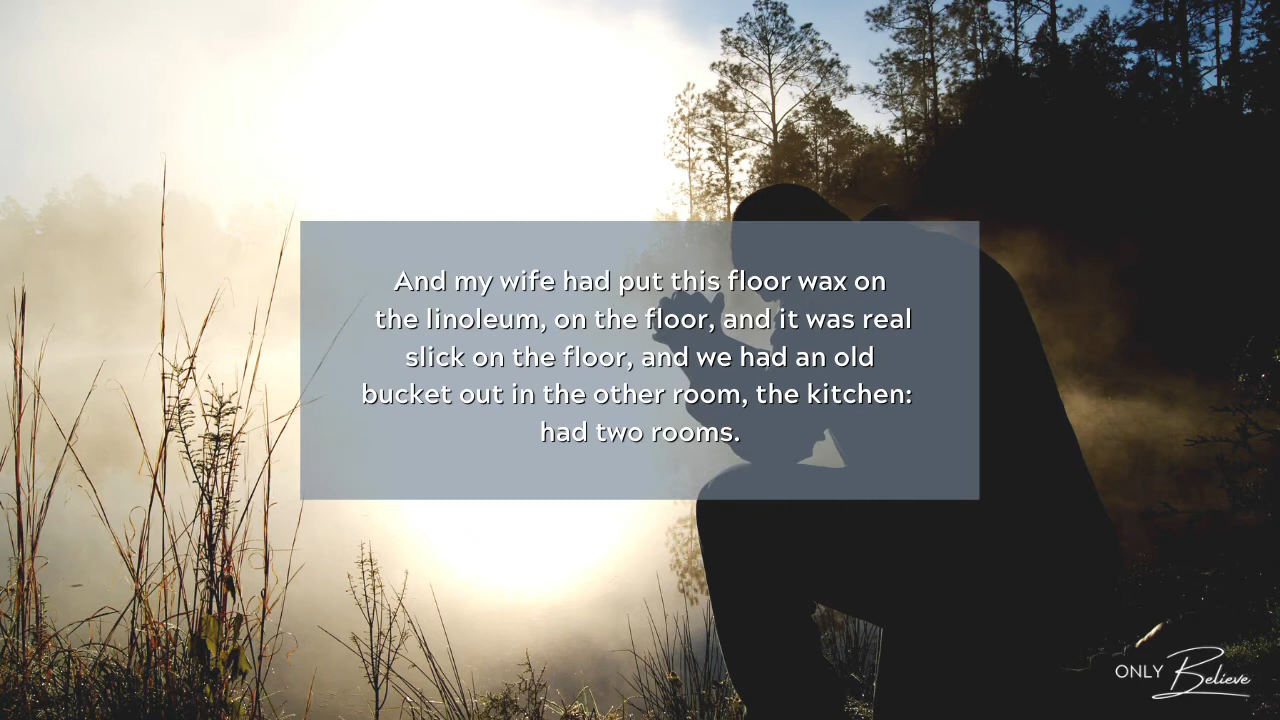 And my wife had put this floor wax on
the linoleum, on the floor, and it was real
slick on the floor, and we had an old
bucket out in the other room, the kitchen:
had two rooms.
ONLY Believe